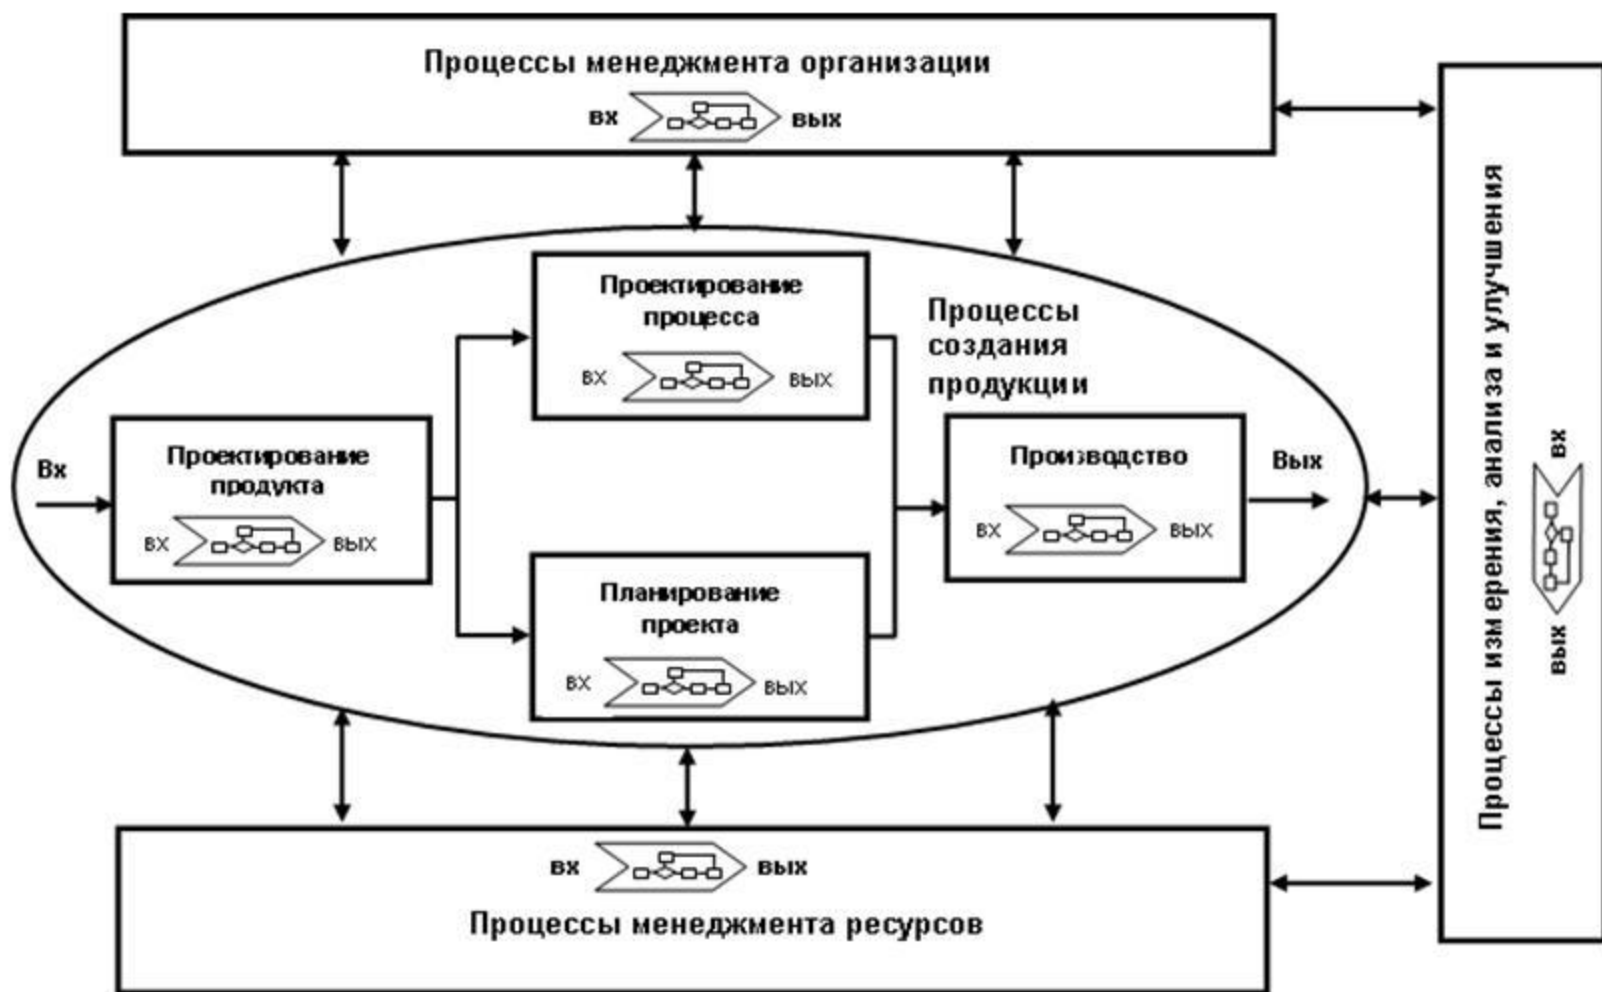 Процессы менеджмента организации
вх вых
Проектирование
процесса
вх вых
Процессы
создания
продукции
Вх
Проектирование
продукта
вх вых
Производство
вх вых
Вых
Планирование
проекта
вх вых
вх вых
Процессы менеджмента ресурсов
Процессы измерения, анализа и улучшения
вх
вых